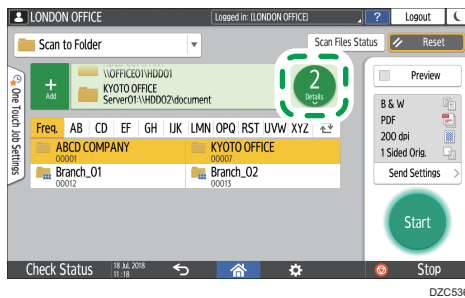 LONDON OFFICE
Logged in: [LONDON OFFICE]
?
Logout
Scan to Folder
Scan Files Status
Reset
One Touch Job Settings
+
Add
\\OFFICE01\HDD01
KYOTO OFFICE
Server01:\\HDD02\document
2
Details
Preview
B & W
PDF
200 dpi
1 Sided Orig.
Send Settings
Freq. AB CD EF GH IJK LMN OPQ RST UVW XYZ
ABCD COMPANY
00001
KYOTO OFFICE
00007
Branch_01
00012
Branch_02
00013
Start
Check Status
18 Jul. 2018
11:18
Stop
DZC536